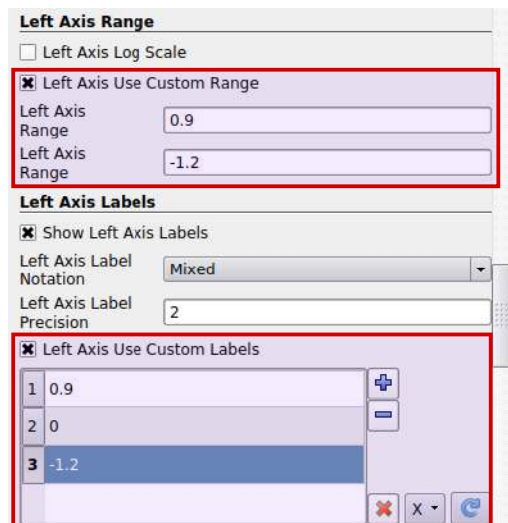 Left Axis Range
Left Axis Log Scale
Left Axis Use Custom Range
Left Axis
Range
0.9
Left Axis
Range
-1.2
Left Axis Labels
Show Left Axis Labels
Left Axis Label
Notation
Mixed
Left Axis Label
Precision
2
Left Axis Use Custom Labels
1 0.9
2 0
3 -1.2
X